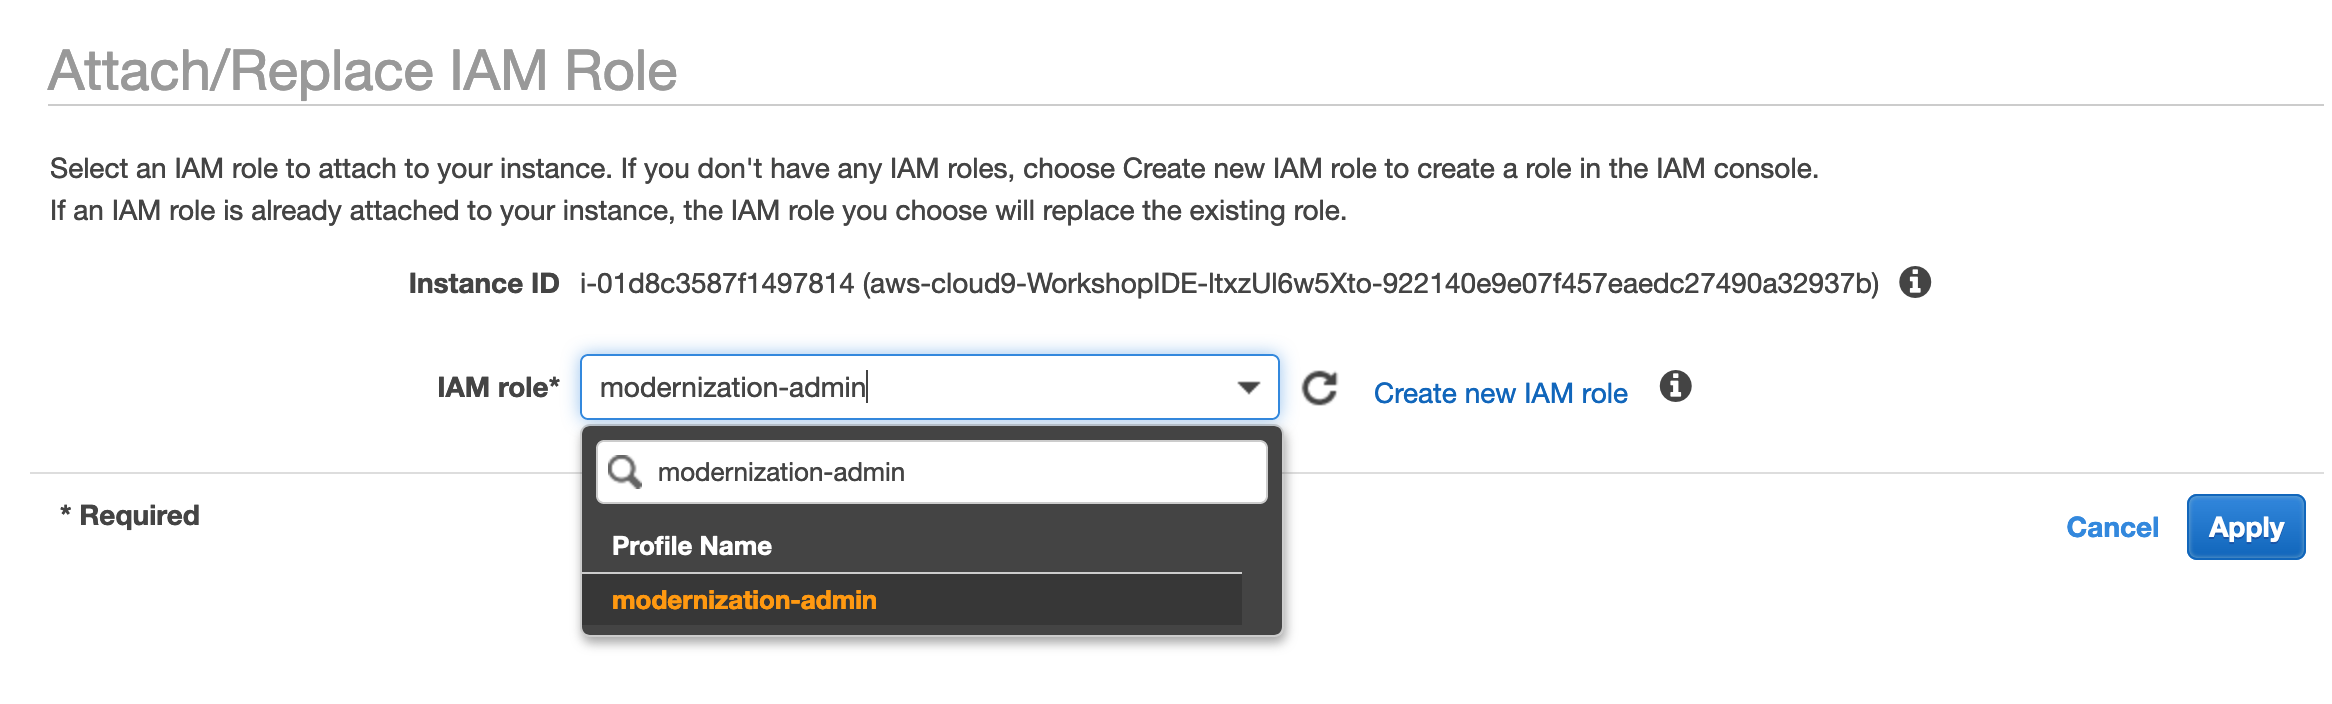 Attach/Replace IAM Role
Select an IAM role to attach to your instance. If you don't have any IAM roles, choose Create new IAM role to create a role in the IAM console.
If an IAM role is already attached to your instance, the IAM role you choose will replace the existing role.
Instance ID i-01d8c3587f1497814 (aws-cloud9-WorkshopIDE-ltxzUl6w5Xto-922140e9e07f457eaedc27490a32937b)
IAM role* modernization-admin Create new IAM role
modernization-admin
* Required
Profile Name
Cancel Apply
modernization-admin